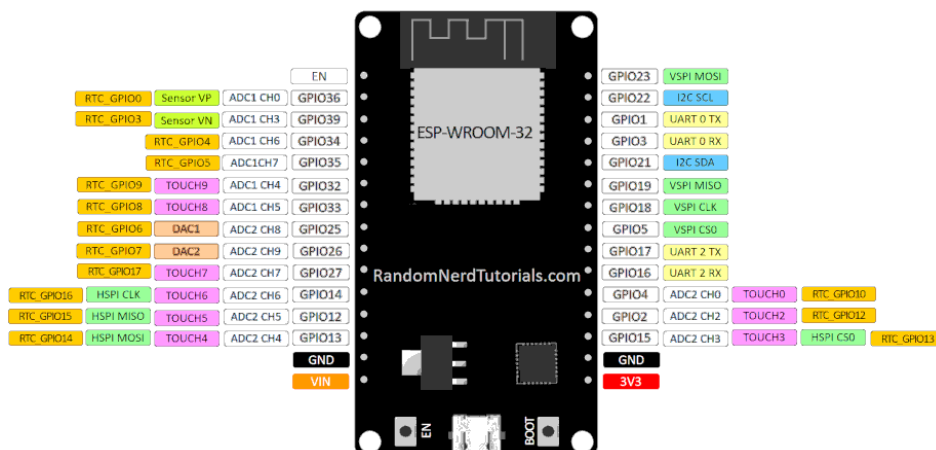 EN GPIO23 VSPI MOSI
RTC_GPIO0 Sensor VP ADC1 CH0 GPIO36 GPIO22 I2C SCL
RTC_GPIO3 Sensor VN ADC1 CH3 GPIO39 GPIO1 UART 0 TX
RTC_GPIO4 ADC1 CH6 GPIO34 ESP-WROOM-32 GPIO3 UART 0 RX
RTC_GPIO5 ADC1CH7 GPIO35 GPIO21 I2C SDA
RTC_GPIO9 TOUCH9 ADC1 CH4 GPIO32 GPIO19 VSPI MISO
RTC_GPIO8 TOUCH8 ADC1 CH5 GPIO33 GPIO18 VSPI CLK
RTC_GPIO6 DAC1 ADC2 CH8 GPIO25 GPIO5 VSPI CS0
RTC_GPIO7 DAC2 ADC2 CH9 GPIO26 GPIO17 UART 2 TX
RTC_GPIO17 TOUCH7 ADC2 CH7 GPIO27 RandomNerdTutorials.com GPIO16 UART 2 RX
RTC_GPIO16 HSPI CLK TOUCH6 ADC2 CH6 GPIO14 GPIO4 ADC2 CH0 TOUCH0 RTC_GPIO10
RTC_GPIO15 HSPI MISO TOUCH5 ADC2 CH5 GPIO12 GPIO2 ADC2 CH2 TOUCH2 RTC_GPIO12
RTC_GPIO14 HSPI MOSI TOUCH4 ADC2 CH4 GPIO13 GPIO15 ADC2 CH3 TOUCH3 HSPI CS0 RTC_GPIO13
GND GND
VIN 3V3
EN BOOT